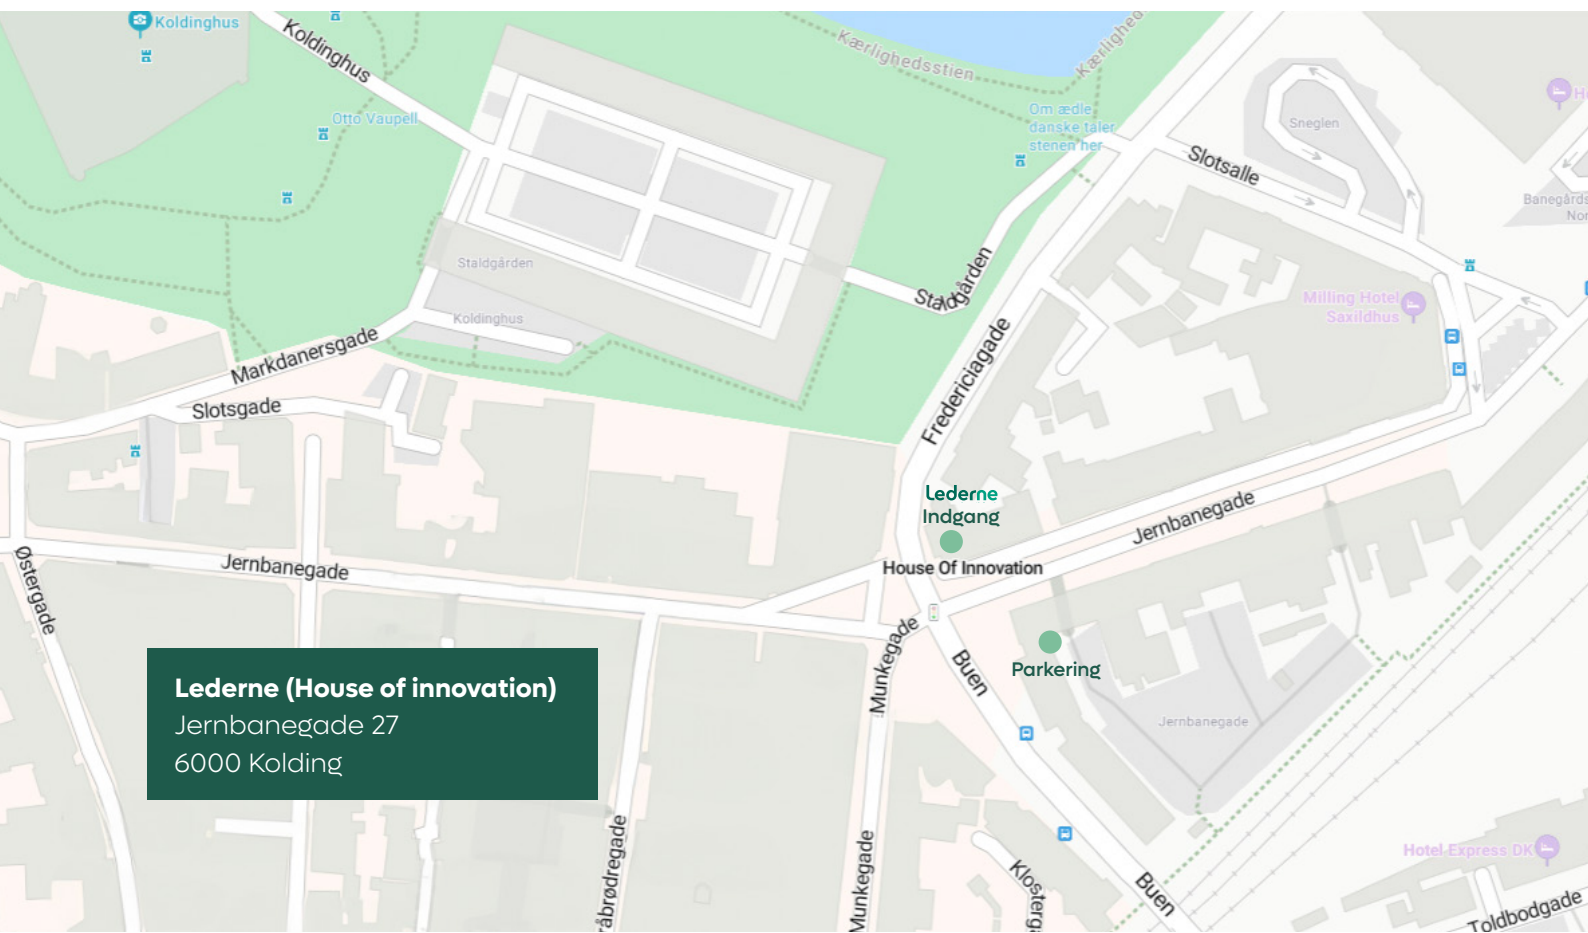 Koldinghus
Koldinghus
Kærlighedsstien
Otto Vaupell
Om ædle
danske taler
stenen her
Sneglen
Slotsalle
Staldgården
Staldgården
Koldinghus
Milling Hotel
Saxildhus
Markdanersgade
Slotsgade
Fredericiagade
Lederne
Indgang
House Of Innovation
Jernbanegade
Jernbanegade
Østergade
Munkegade
Buen
Parkering
Jernbanegade
Lederne (House of innovation)
Jernbanegade 27
6000 Kolding
Munkegade
Buen
Hotel Express DK
Toldbodgade